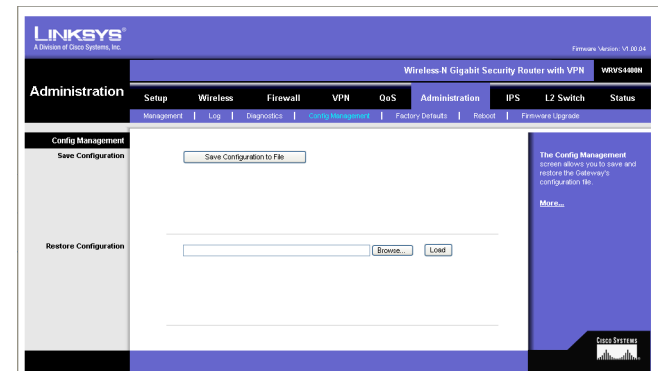 LINKSYS®
A Division of Cisco Systems, Inc.
Firmware Version: V1.00.04
Wireless-N Gigabit Security Router with VPN WRVS4400N
Administration
Setup Wireless Firewall VPN QoS Administration IPS L2 Switch Status
Management | Log | Diagnostics | Config Management | Factory Defaults | Reboot | Firmware Upgrade
Config Management
Save Configuration
Save Configuration to File
The Config Management
screen allows you to save and
restore the Gateway's
configuration file.
More...
Restore Configuration
Browse... Load
CISCO SYSTEMS